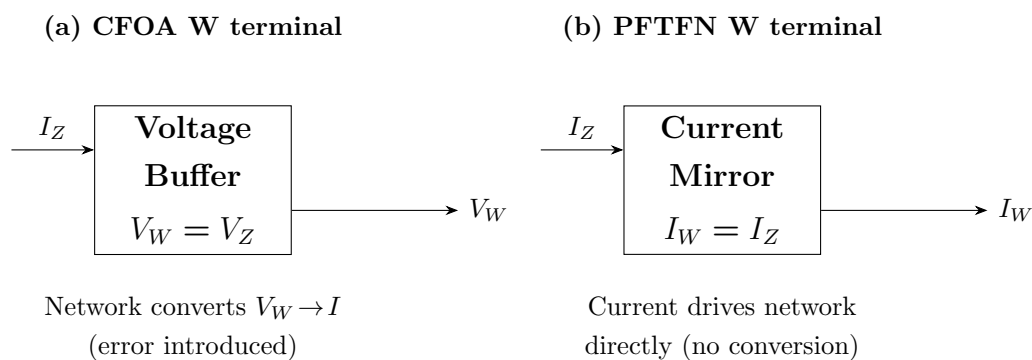 (a) CFOA W terminal
I_Z
Voltage
Buffer
V_W = V_Z
V_W
Network converts V_W → I
(error introduced)
(b) PFTFN W terminal
I_Z
Current
Mirror
I_W = I_Z
I_W
Current drives network
directly (no conversion)